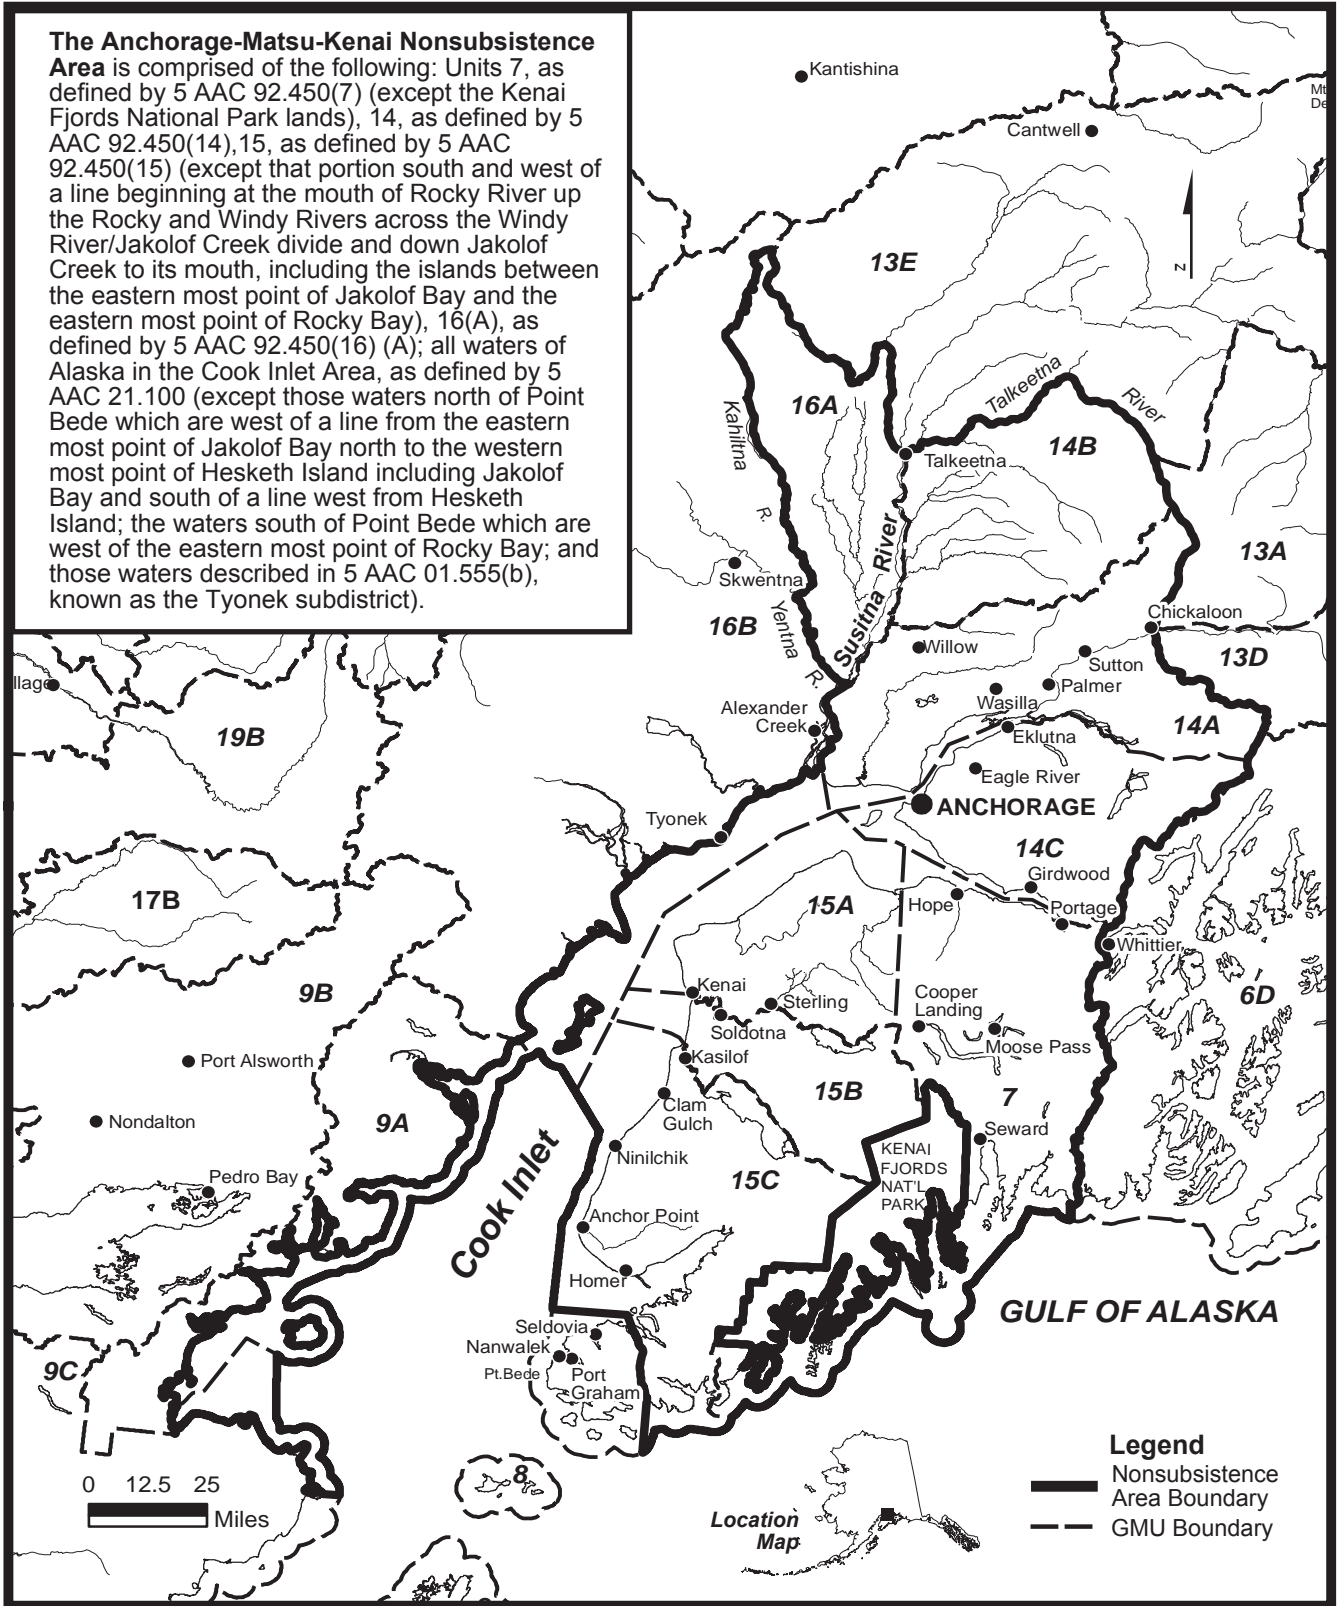 The Anchorage-Matsu-Kenai Nonsubsistence
Area is comprised of the following: Units 7, as
defined by 5 AAC 92.450(7) (except the Kenai
Fjords National Park lands), 14, as defined by 5
AAC 92.450(14),15, as defined by 5 AAC
92.450(15) (except that portion south and west of
a line beginning at the mouth of Rocky River up
the Rocky and Windy Rivers across the Windy
River/Jakolof Creek divide and down Jakolof
Creek to its mouth, including the islands between
the eastern most point of Jakolof Bay and the
eastern most point of Rocky Bay), 16(A), as
defined by 5 AAC 92.450(16) (A); all waters of
Alaska in the Cook Inlet Area, as defined by 5
AAC 21.100 (except those waters north of Point
Bede which are west of a line from the eastern
most point of Jakolof Bay north to the western
most point of Hesketh Island including Jakolof
Bay and south of a line west from Hesketh
Island; the waters south of Point Bede which are
west of the eastern most point of Rocky Bay; and
those waters described in 5 AAC 01.555(b),
known as the Tyonek subdistrict).
Kantishina
Mt
De
Cantwell
13E
N
16A
Kahiltna
R.
Talkeetna
River
14B
Talkeetna
Susitna River
13A
Skwentna
16B
Yentna
R.
Chickaloon
Willow
Sutton
13D
Palmer
Wasilla
14A
llage
19B
Alexander
Creek
Eklutna
Eagle River
ANCHORAGE
Tyonek
14C
Girdwood
17B
15A
Hope
Portage
Whittier
9B
6D
Kenai
Sterling
Soldotna
Cooper
Landing
Moose Pass
Port Alsworth
Kasilof
15B
7
Nondalton
9A
Clam
Gulch
Seward
Ninilchik
KENAI
FJORDS
NAT'L
PARK
Pedro Bay
15C
Cook Inlet
Anchor Point
Homer
GULF OF ALASKA
Seldovia
Nanwalek
Pt.Bede
Port
Graham
9C
8
0 12.5 25
Miles
Location
Map
Legend
Nonsubsistence
Area Boundary
GMU Boundary